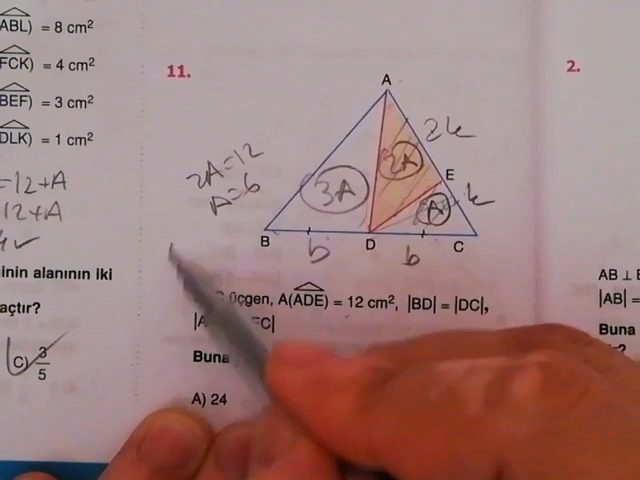 ABL) = 8 cm²
FCK) = 4 cm²
BEF) = 3 cm²
DLK) = 1 cm²
=12+A
12+A
inin alanının iki
açtır?
C) 3/5
11.
A
2k
2A
E
2A=12
A=6
3A
A
k
B
D
C
b
b
üçgen, A(ADE) = 12 cm², |BD| = |DC|,
|A
EC|
Buna
A) 24
2.
AB ⊥
|AB| =
Buna
?